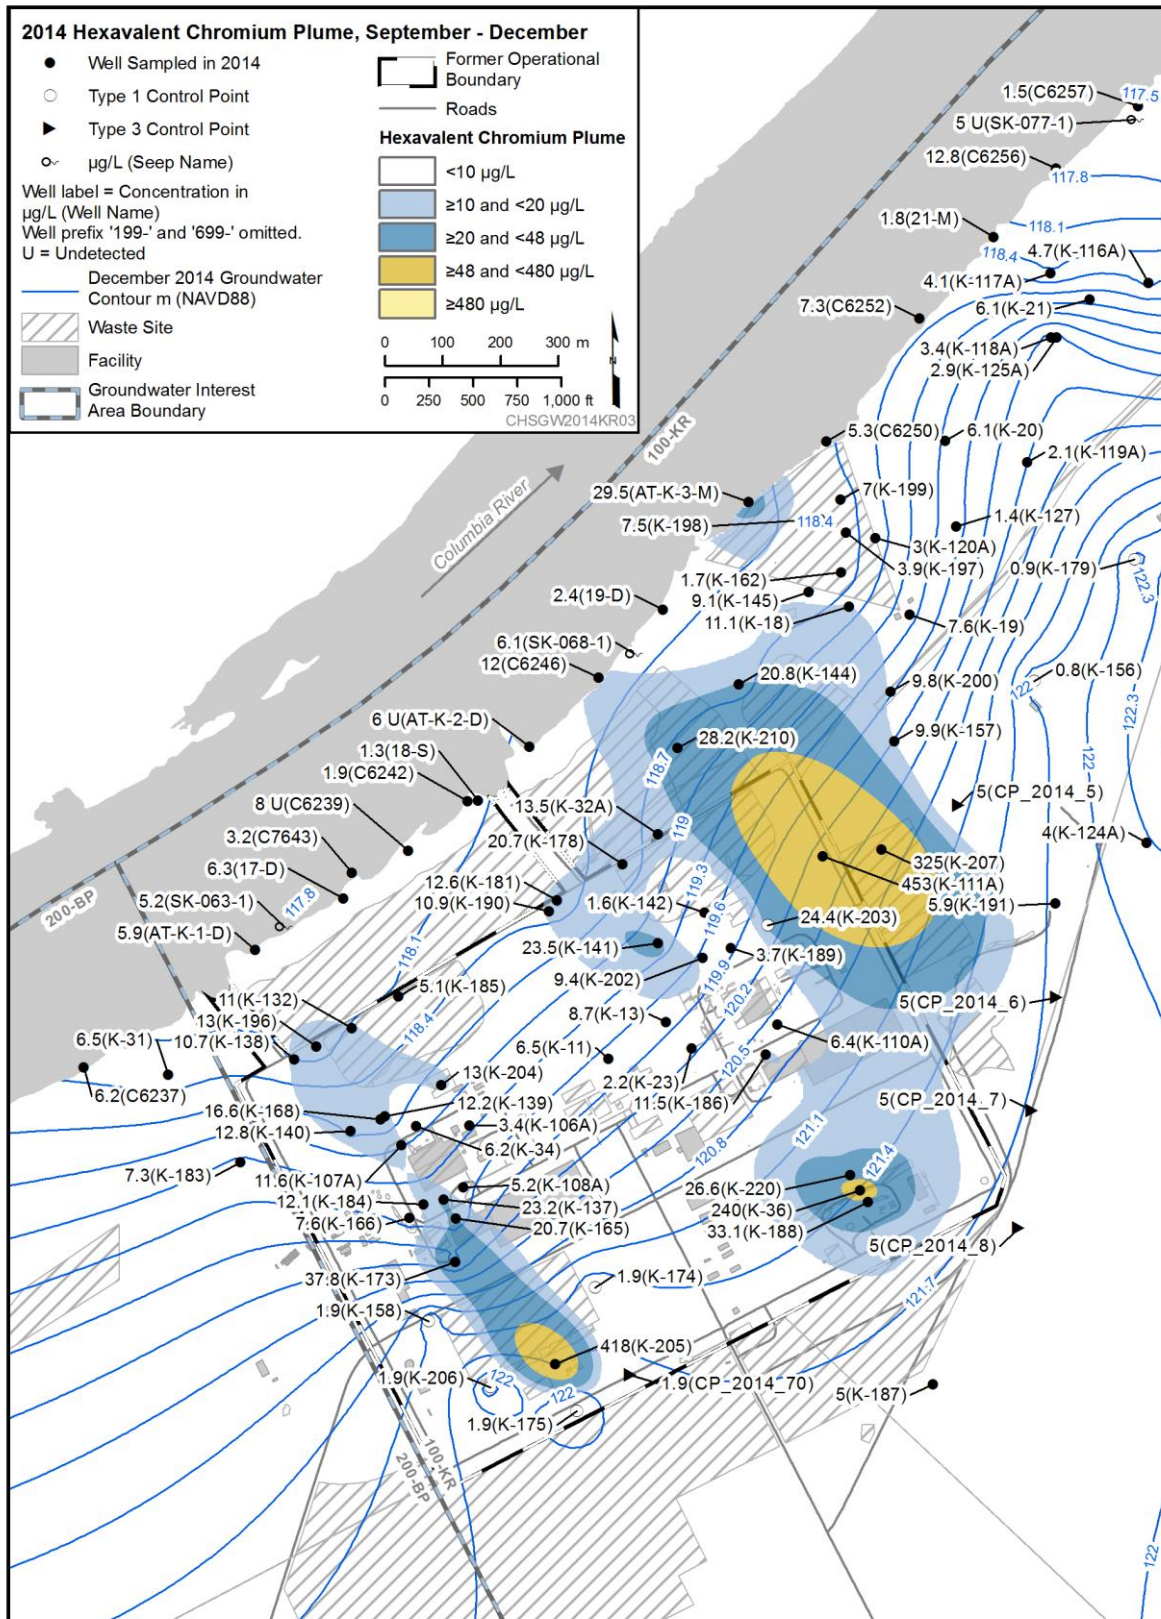 2014 Hexavalent Chromium Plume, September - December
Well Sampled in 2014
Type 1 Control Point
Type 3 Control Point
µg/L (Seep Name)
Well label = Concentration in
µg/L (Well Name)
Well prefix '199-' and '699-' omitted.
U = Undetected
December 2014 Groundwater
Contour m (NAVD88)
Waste Site
Facility
Groundwater Interest
Area Boundary
Former Operational
Boundary
Roads
Hexavalent Chromium Plume
<10 µg/L
≥10 and <20 µg/L
≥20 and <48 µg/L
≥48 and <480 µg/L
≥480 µg/L
0 100 200 300 m
0 250 500 750 1,000 ft
N
CHSGW2014KR03
1.5(C6257)
117.5
5 U(SK-077-1)
12.8(C6256)
117.8
1.8(21-M)
118.1
118.4
4.7(K-116A)
4.1(K-117A)
6.1(K-21)
7.3(C6252)
3.4(K-118A)
2.9(K-125A)
100-KR
5.3(C6250)
6.1(K-20)
2.1(K-119A)
Columbia River
29.5(AT-K-3-M)
7(K-199)
7.5(K-198)
118.4
1.4(K-127)
3(K-120A)
3.9(K-197)
0.9(K-179)
122.3
1.7(K-162)
9.1(K-145)
2.4(19-D)
11.1(K-18)
7.6(K-19)
6.1(SK-068-1)
12(C6246)
20.8(K-144)
9.8(K-200)
122
0.8(K-156)
122.3
6 U(AT-K-2-D)
28.2(K-210)
9.9(K-157)
1.3(18-S)
118.7
122
1.9(C6242)
8 U(C6239)
13.5(K-32A)
119
5(CP_2014_5)
3.2(C7643)
20.7(K-178)
4(K-124A)
6.3(17-D)
325(K-207)
453(K-111A)
200-BP
12.6(K-181)
119.3
5.2(SK-063-1)
117.8
10.9(K-190)
1.6(K-142)
5.9(K-191)
119.6
24.4(K-203)
5.9(AT-K-1-D)
118.1
23.5(K-141)
3.7(K-189)
9.4(K-202)
119.9
5.1(K-185)
11(K-132)
120.2
5(CP_2014_6)
13(K-196)
118.4
8.7(K-13)
10.7(K-138)
6.5(K-31)
6.4(K-110A)
6.5(K-11)
120.5
6.2(C6237)
13(K-204)
2.2(K-23)
11.5(K-186)
5(CP_2014_7)
16.6(K-168)
12.2(K-139)
12.8(K-140)
3.4(K-106A)
121.1
6.2(K-34)
120.8
7.3(K-183)
11.6(K-107A)
121.4
5.2(K-108A)
26.6(K-220)
12.1(K-184)
23.2(K-137)
240(K-36)
7.6(K-166)
20.7(K-165)
33.1(K-188)
5(CP_2014_8)
37.8(K-173)
1.9(K-174)
121.7
1.9(K-158)
418(K-205)
1.9(K-206)
122
122
1.9(CP_2014_70)
5(K-187)
1.9(K-175)
100-KR
200-BP
122